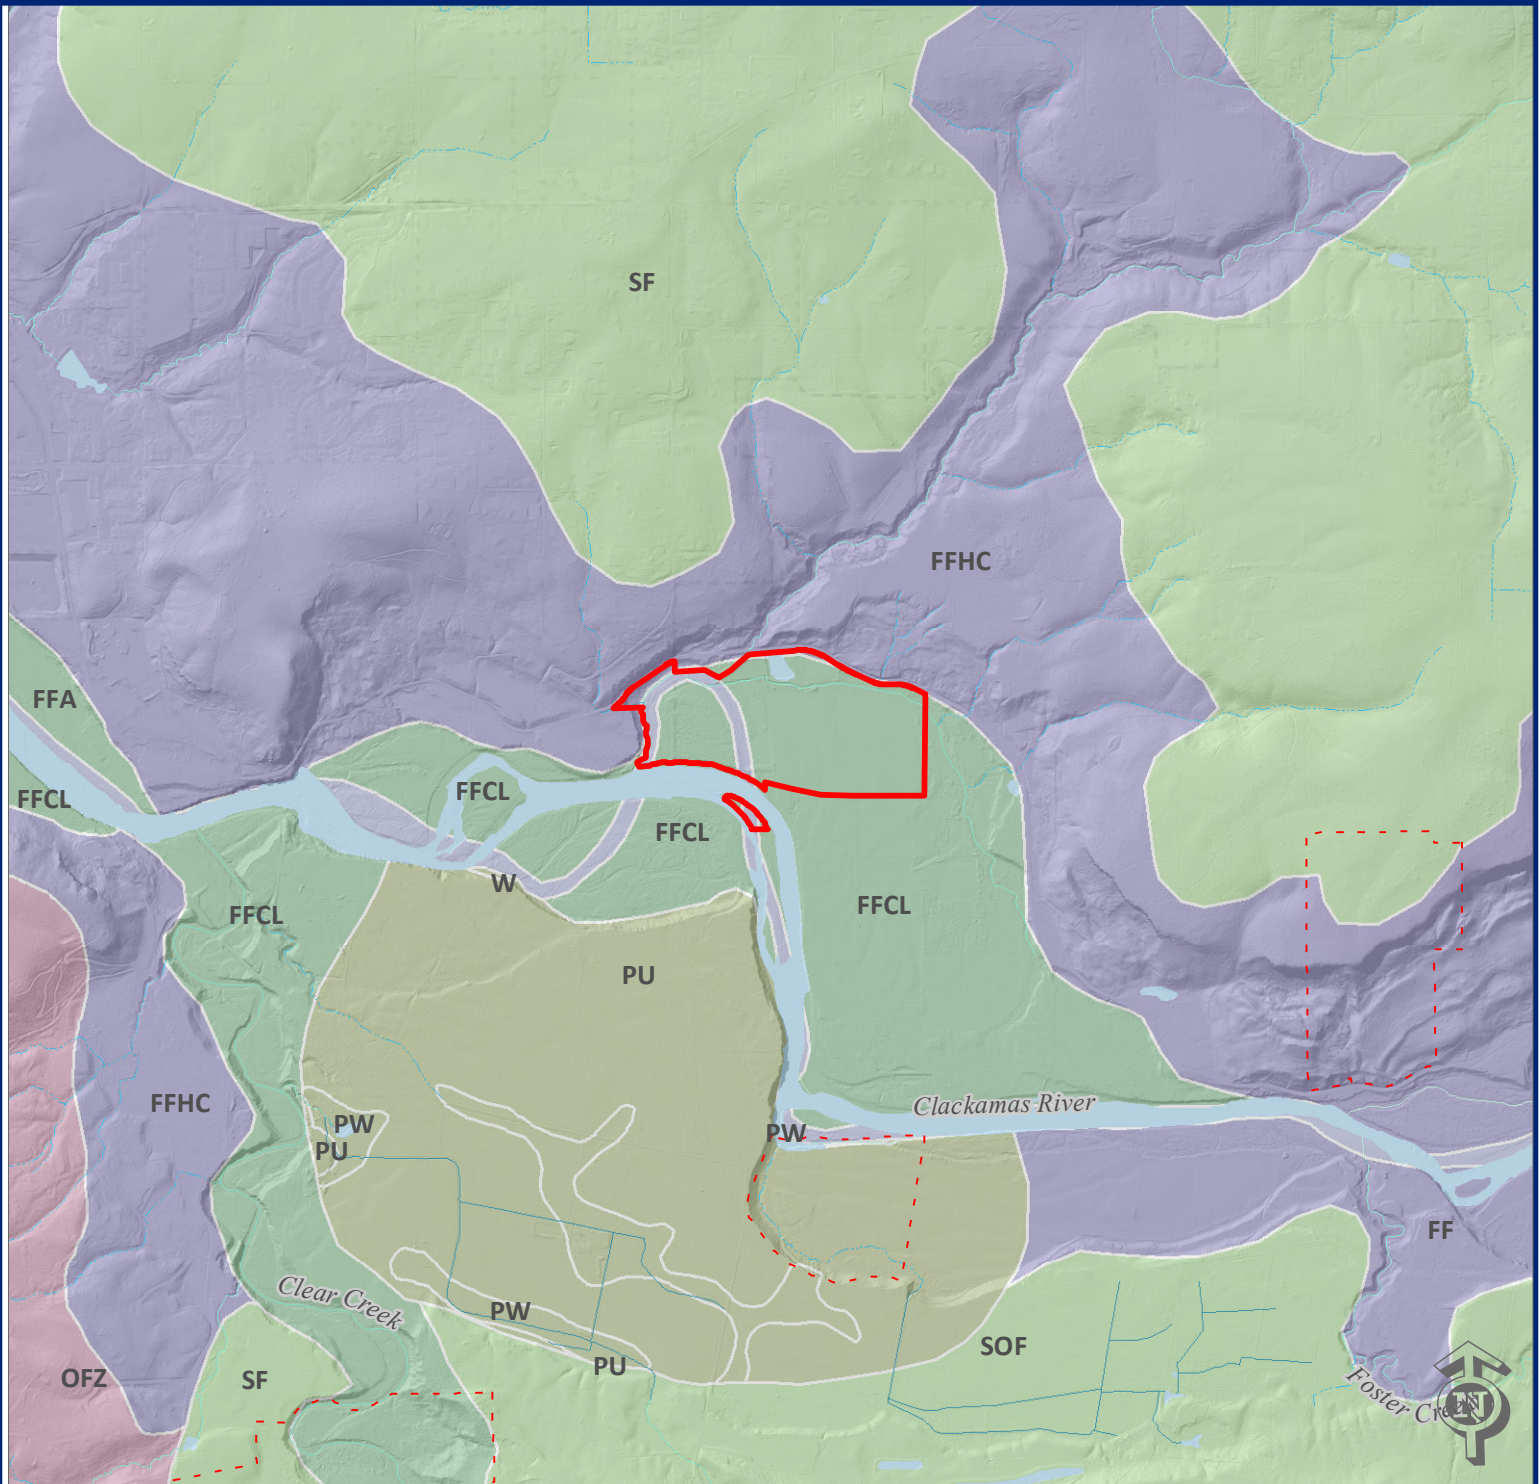 SF
FFHC
FFA
FFCL
FFCL
FFCL
W
FFCL
FFCL
PU
FFHC
PW
PU
PW
Clackamas River
FF
Clear Creek
PW
PU
SOF
OFZ
SF
Foster Creek
N